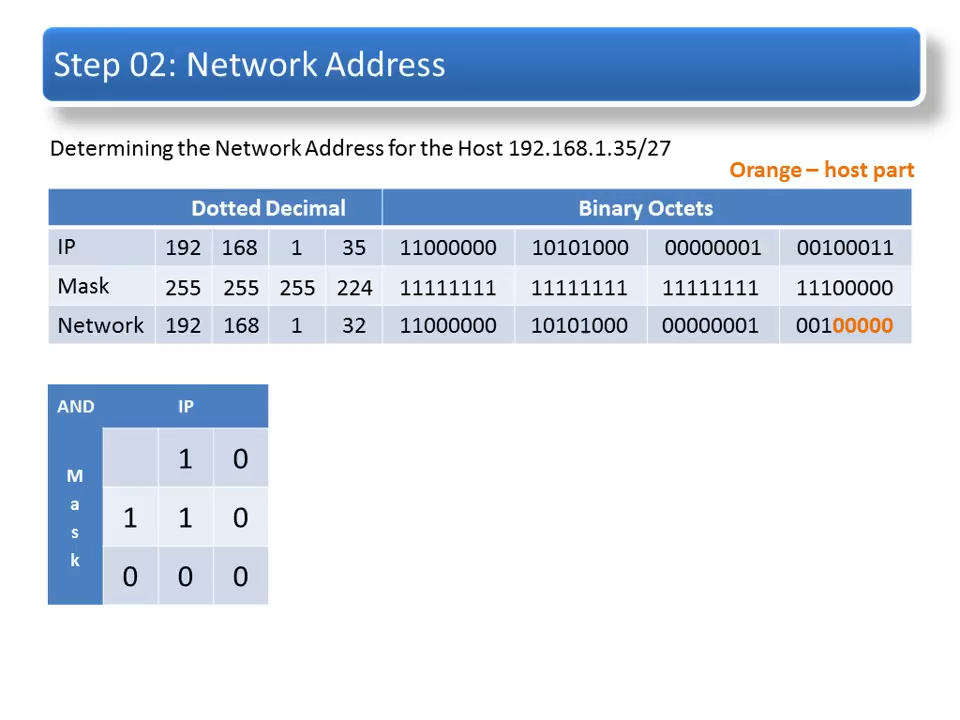 Step 02: Network Address
Determining the Network Address for the Host 192.168.1.35/27
Orange – host part
Dotted Decimal Binary Octets
IP 192 168 1 35 11000000 10101000 00000001 00100011
Mask 255 255 255 224 11111111 11111111 11111111 11100000
Network 192 168 1 32 11000000 10101000 00000001 00100000
AND IP
1 0
Mask
1 1 0
0 0 0